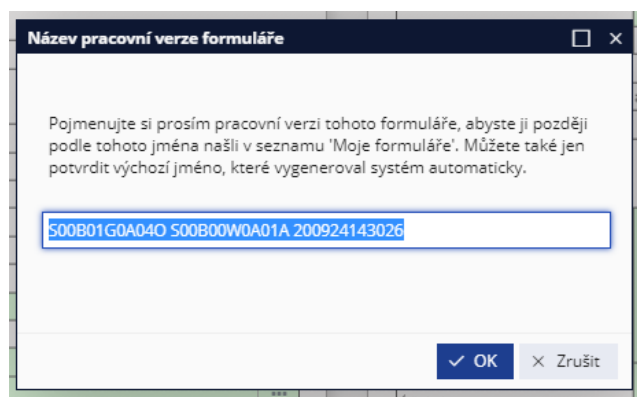 Název pracovní verze formuláře
Pojmenujte si prosím pracovní verzi tohoto formuláře, abyste ji později
podle tohoto jména našli v seznamu 'Moje formuláře'. Můžete také jen
potvrdit výchozí jméno, které vygeneroval systém automaticky.
S00B01G0A04O S00B00W0A01A 200924143026
OK
Zrušit